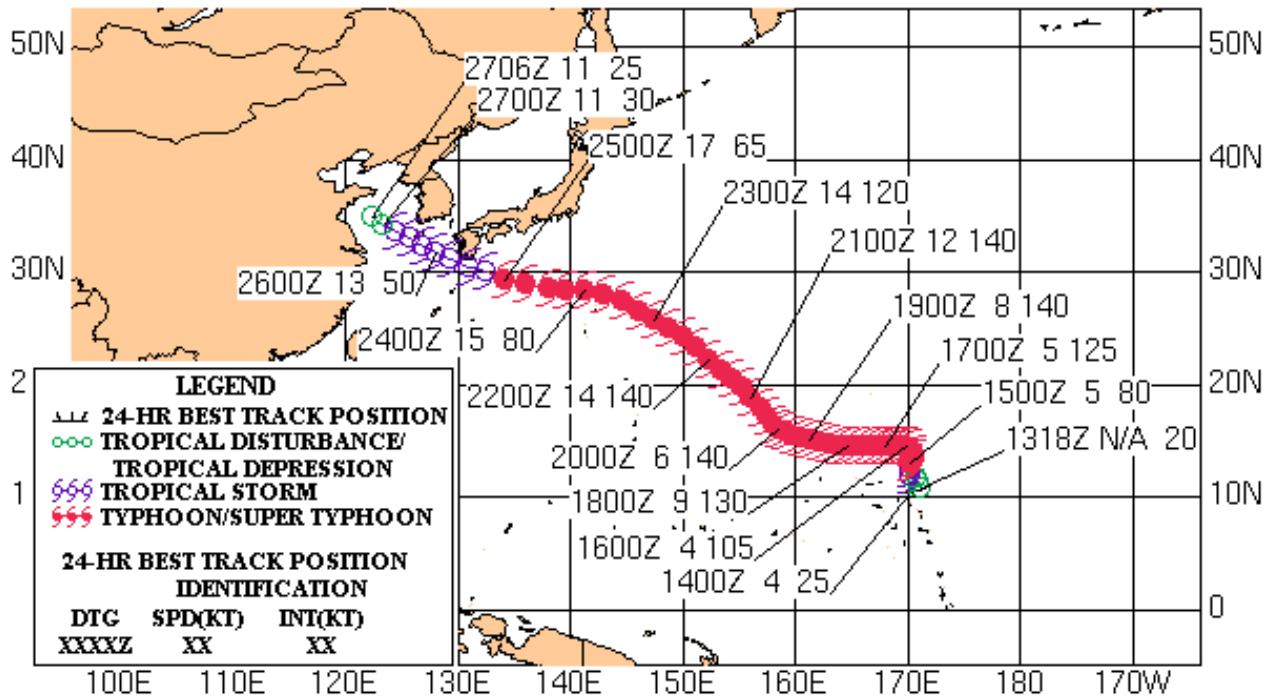 50N 50N
2706Z 11 25
2700Z 11 30
2500Z 17 65
40N 40N
2300Z 14 120
2100Z 12 140
30N 30N
2600Z 13 50
1900Z 8 140
2400Z 15 80
1700Z 5 125
2 20N
2200Z 14 140
1500Z 5 80
1318Z N/A 20
2000Z 6 140
1 10N
1800Z 9 130
1600Z 4 105
1400Z 4 25
0
LEGEND
24-HR BEST TRACK POSITION
TROPICAL DISTURBANCE/
TROPICAL DEPRESSION
TROPICAL STORM
TYPHOON/SUPER TYPHOON
24-HR BEST TRACK POSITION
IDENTIFICATION
DTG SPD(KT) INT(KT)
XXXXZ XX XX
100E 110E 120E 130E 140E 150E 160E 170E 180 170W